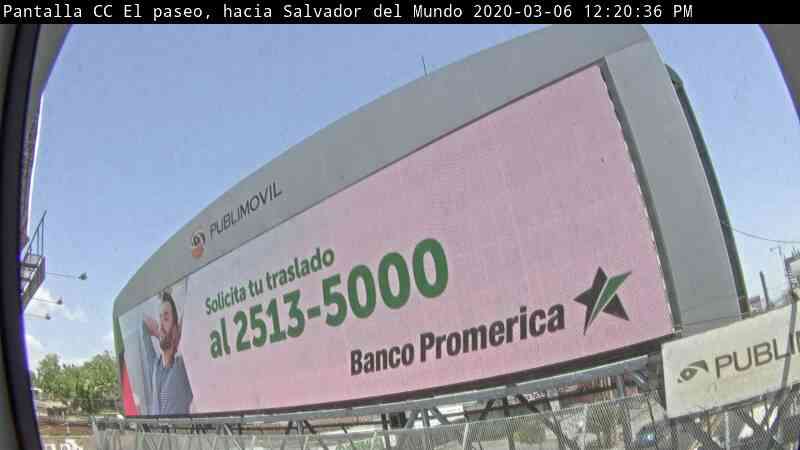 Pantalla CC El paseo, hacia Salvador del Mundo 2020-03-06 12:20:36 PM
PUBLIMOVIL
Solicita tu traslado
al 2513-5000
Banco Promerica
PUBLI